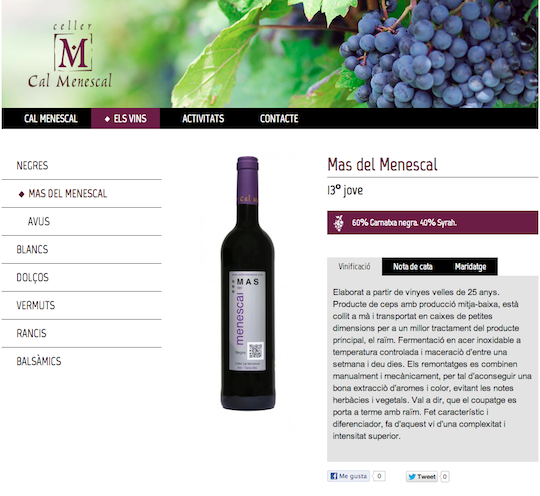 celler
M
Cal Menescal
CAL MENESCAL
ELS VINS
ACTIVITATS
CONTACTE
NEGRES
MAS DEL MENESCAL
AVUS
BLANCS
DOLÇOS
VERMUTS
RANCIS
BALSÀMICS
Cal M
MAS
del
menescal
Negre
Mas del Menescal
13º jove
60% Garnatxa negra. 40% Syrah.
Vinificació
Nota de cata
Maridatge
Elaborat a partir de vinyes velles de 25 anys.
Producte de ceps amb producció mitja-baixa, està
collit a mà i transportat en caixes de petites
dimensions per a un millor tractament del producte
principal, el raïm. Fermentació en acer inoxidable a
temperatura controlada i maceració d'entre una
setmana i deu dies. Els remontatges es combinen
manualment i mecànicament, per tal d'aconseguir una
bona extracció d'aromes i color, evitant les notes
herbàcies i vegetals. Val a dir, que el coupatge es
porta a terme amb raïm. Fet característic i
diferenciador, fa d'aquest vi d'una complexitat i
intensitat superior.
Me gusta
0
Tweet
0